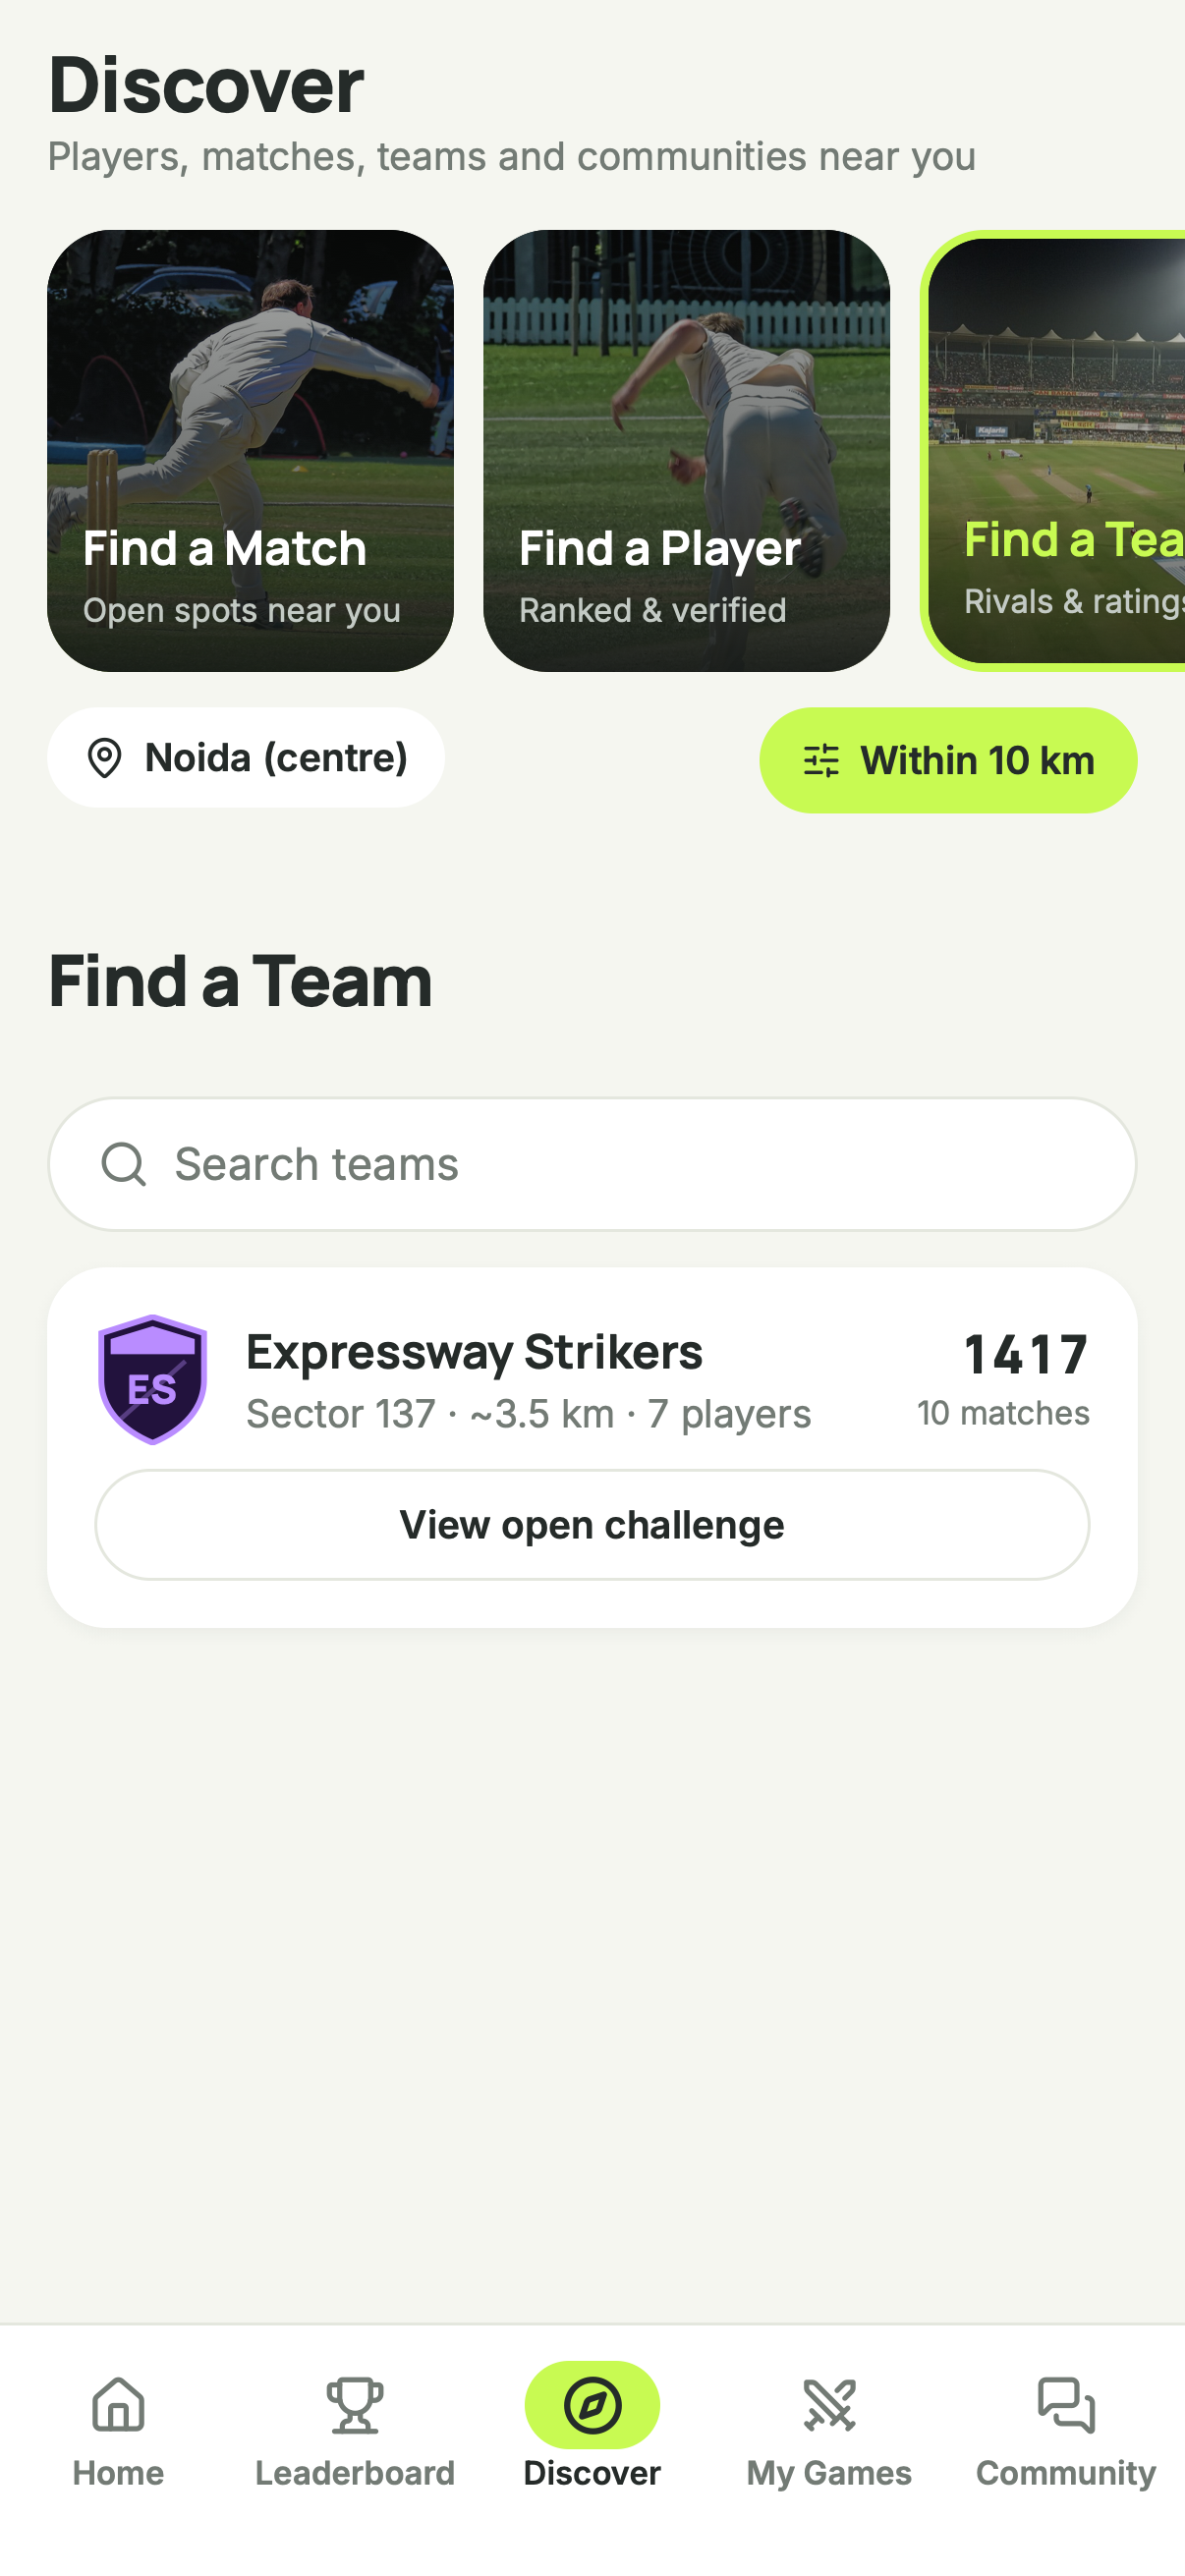 Discover
Players, matches, teams and communities near you
Find a Match
Open spots near you
Find a Player
Ranked & verified
Find a Tea
Rivals & ratings
Noida (centre)
Within 10 km
Find a Team
Search teams
ES
Expressway Strikers
1417
Sector 137 · ~3.5 km · 7 players
10 matches
View open challenge
Home
Leaderboard
Discover
My Games
Community